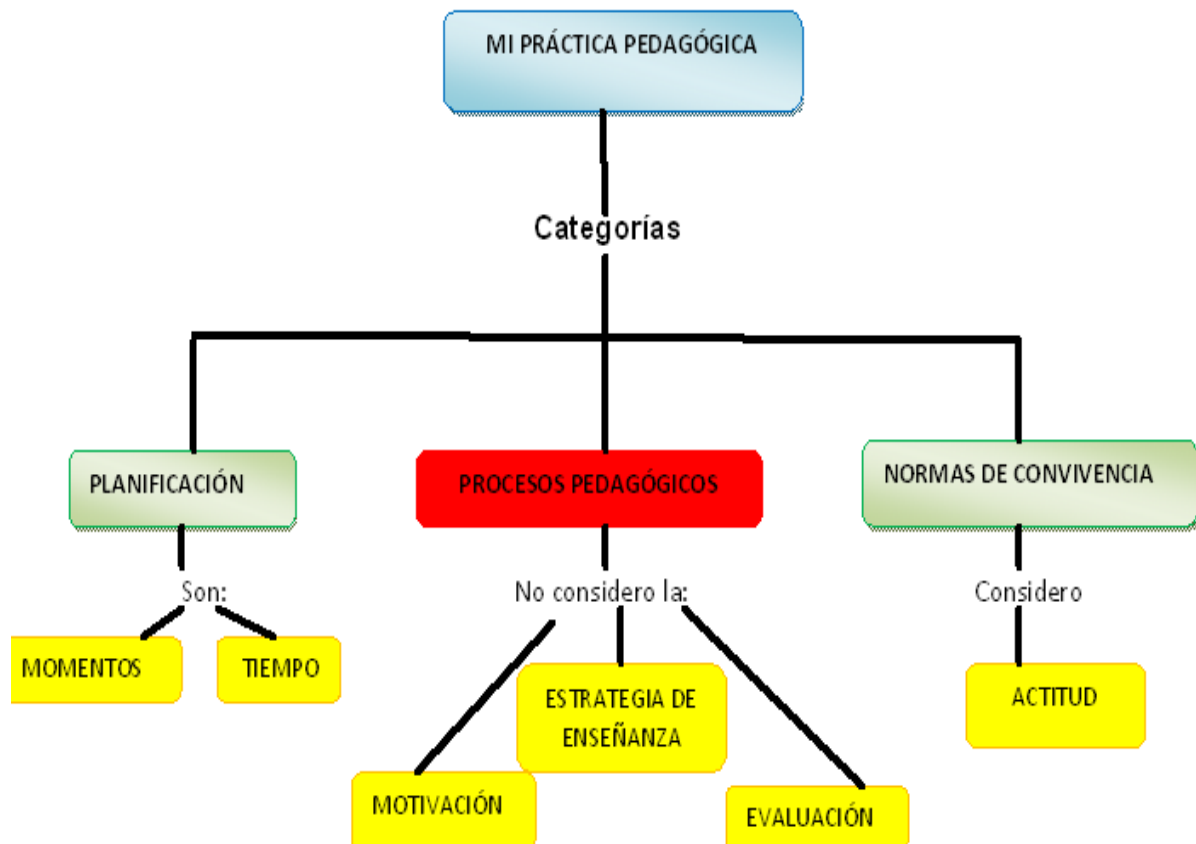 MI PRÁCTICA PEDAGÓGICA
Categorías
PLANIFICACIÓN
PROCESOS PEDAGÓGICOS
NORMAS DE CONVIVENCIA
Son:
No considero la:
Considero
MOMENTOS
TIEMPO
ESTRATEGIA DE
ENSEÑANZA
ACTITUD
MOTIVACIÓN
EVALUACIÓN